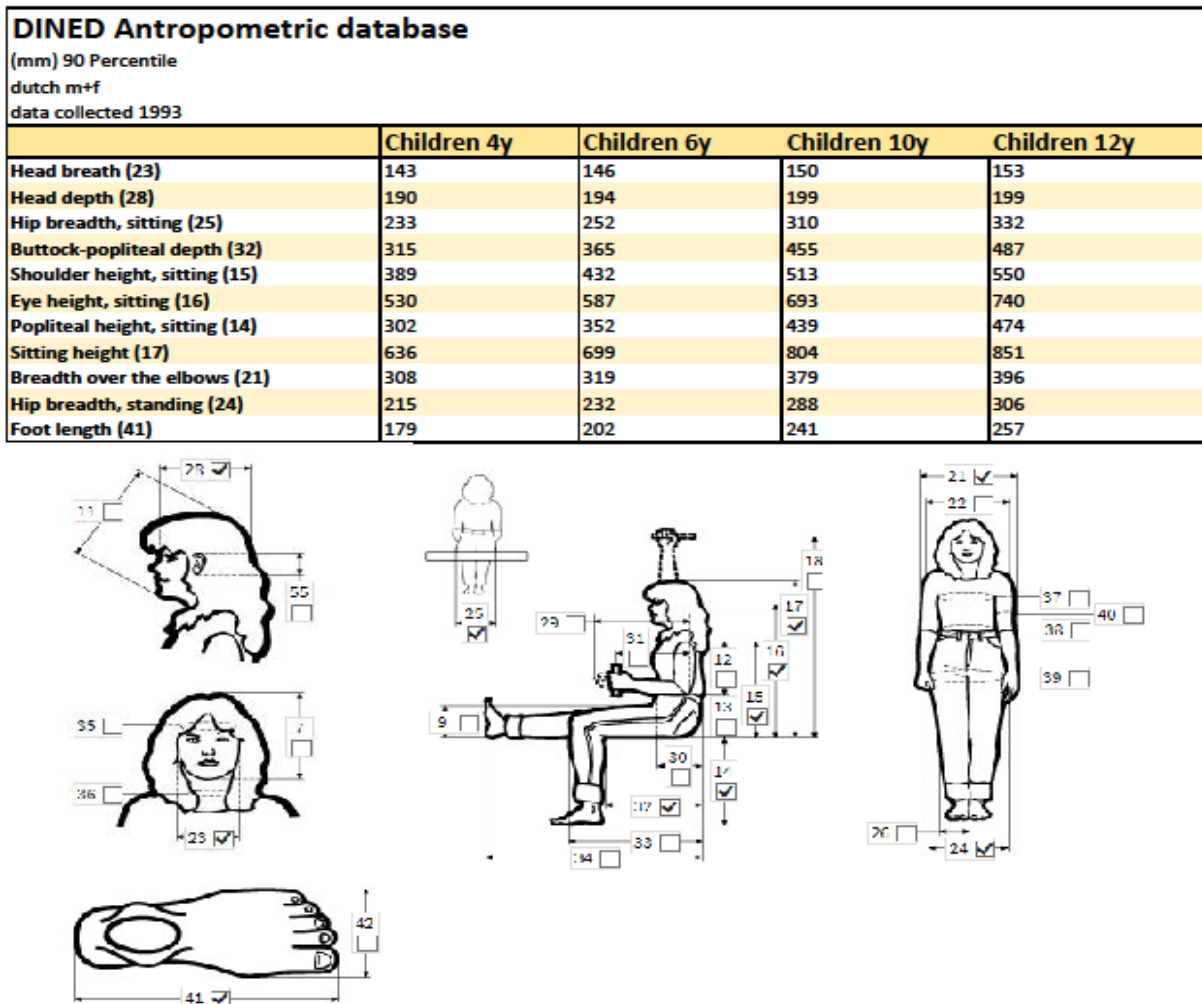 DINED Antropometric database
(mm) 90 Percentile
dutch m+f
data collected 1993
Children 4y Children 6y Children 10y Children 12y
Head breath (23) 143 146 150 153
Head depth (28) 190 194 199 199
Hip breadth, sitting (25) 233 252 310 332
Buttock-popliteal depth (32) 315 365 455 487
Shoulder height, sitting (15) 389 432 513 550
Eye height, sitting (16) 530 587 693 740
Popliteal height, sitting (14) 302 352 439 474
Sitting height (17) 636 699 804 851
Breadth over the elbows (21) 308 319 379 396
Hip breadth, standing (24) 215 232 288 306
Foot length (41) 179 202 241 257
28
11
55
35
7
36
23
25
29
31
18
17
12
16
15
9
13
30
14
32
33
34
21
22
37
40
38
39
26
24
42
41